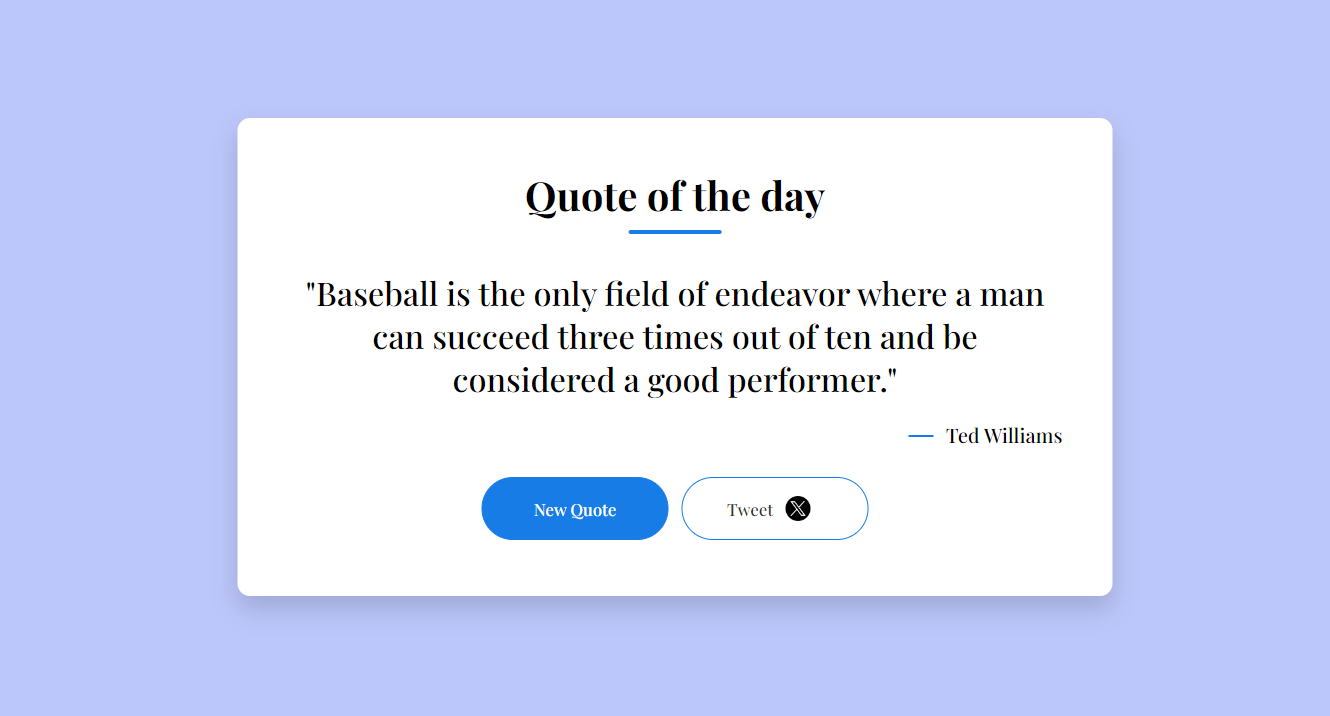 Quote of the day
"Baseball is the only field of endeavor where a man
can succeed three times out of ten and be
considered a good performer."
— Ted Williams
New Quote
Tweet X